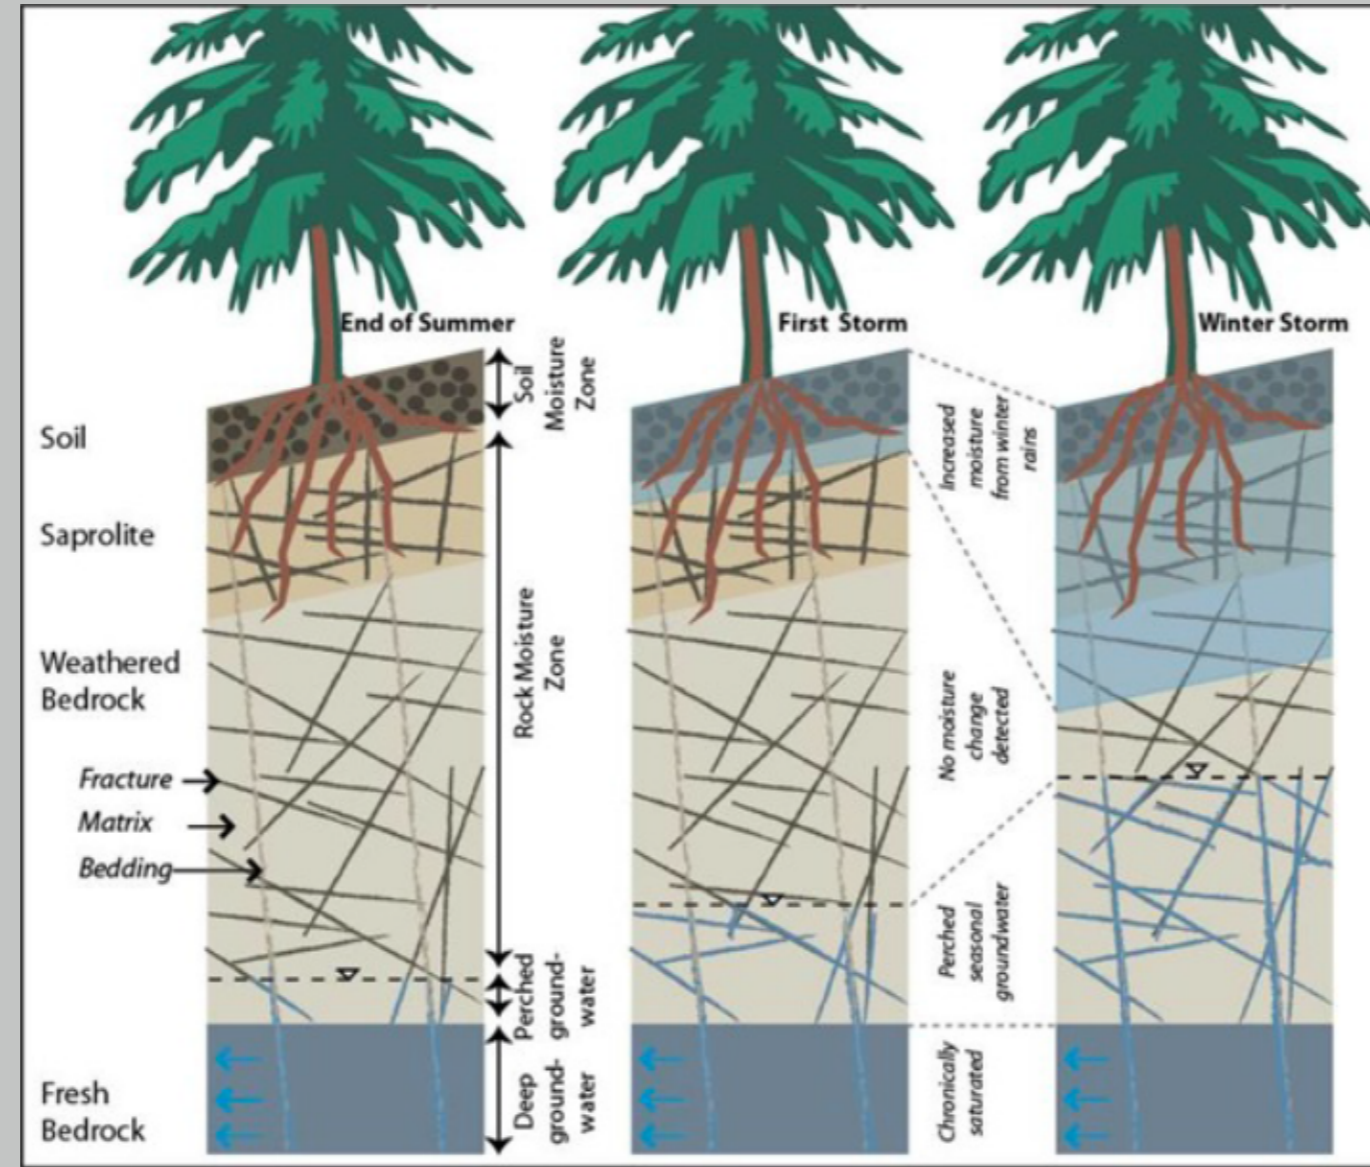 End of Summer
First Storm
Winter Storm
Soil
Moisture
Zone
Soil
Saprolite
Weathered
Bedrock
Fracture
Matrix
Bedding
Fresh
Bedrock
Rock Moisture
Zone
Perched
ground-
water
Deep
ground-
water
Increased
moisture
from winter
rains
No moisture
change
detected
Perched
seasonal
groundwater
Chronically
saturated